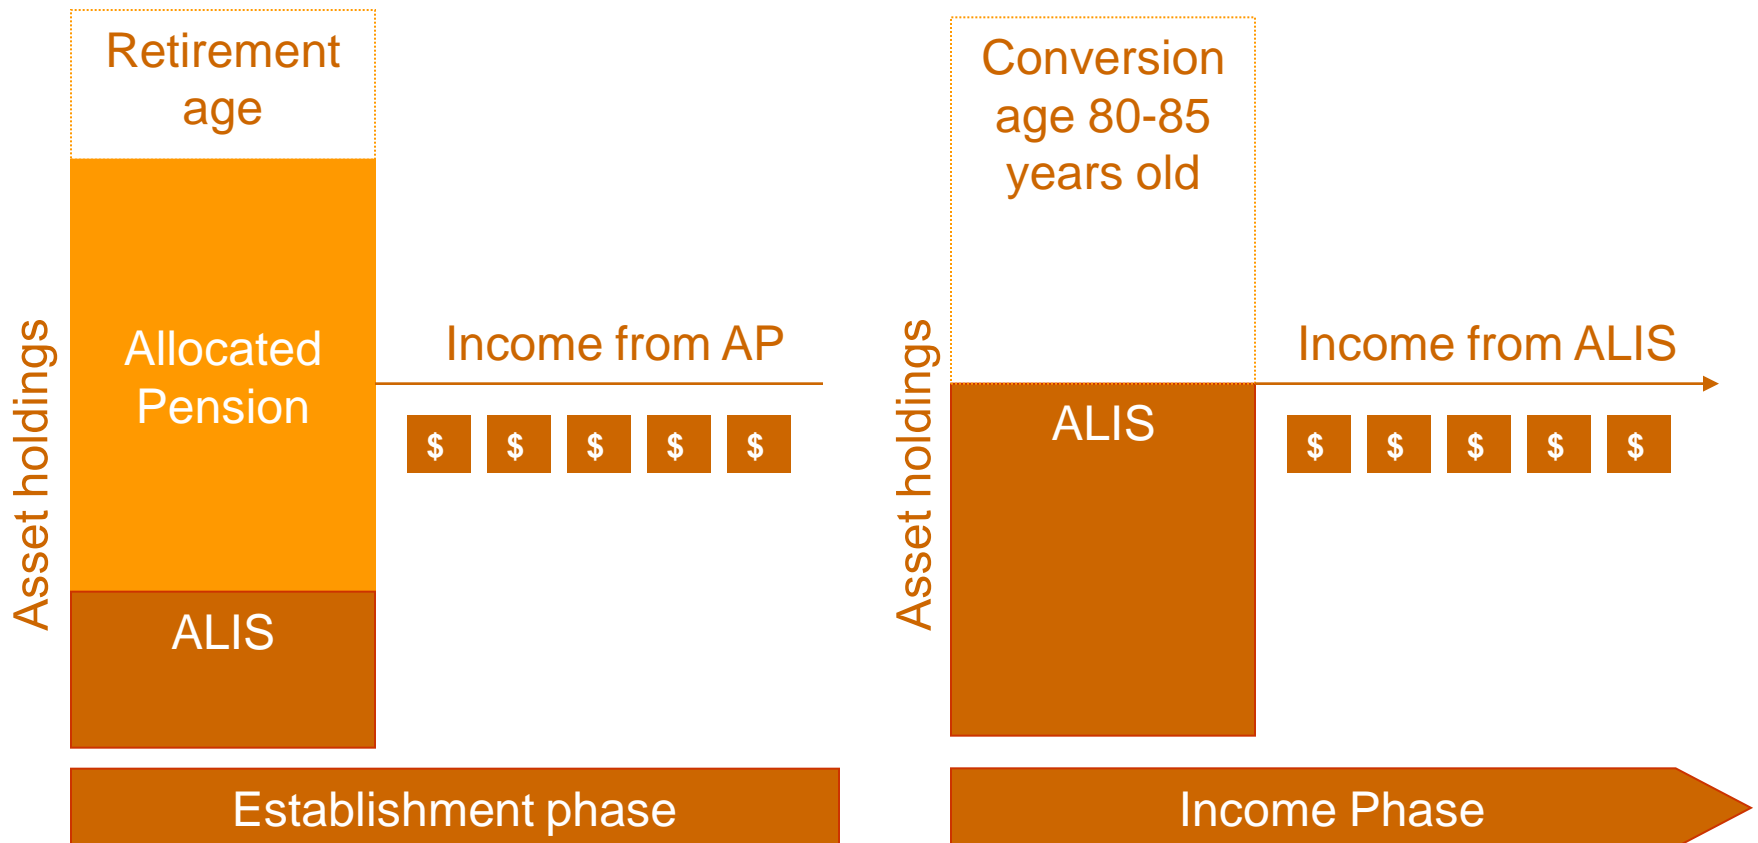 Retirement
age
Asset holdings
Allocated
Pension
ALIS
Income from AP
$ $ $ $ $
Establishment phase
Conversion
age 80-85
years old
Asset holdings
ALIS
Income from ALIS
$ $ $ $ $
Income Phase